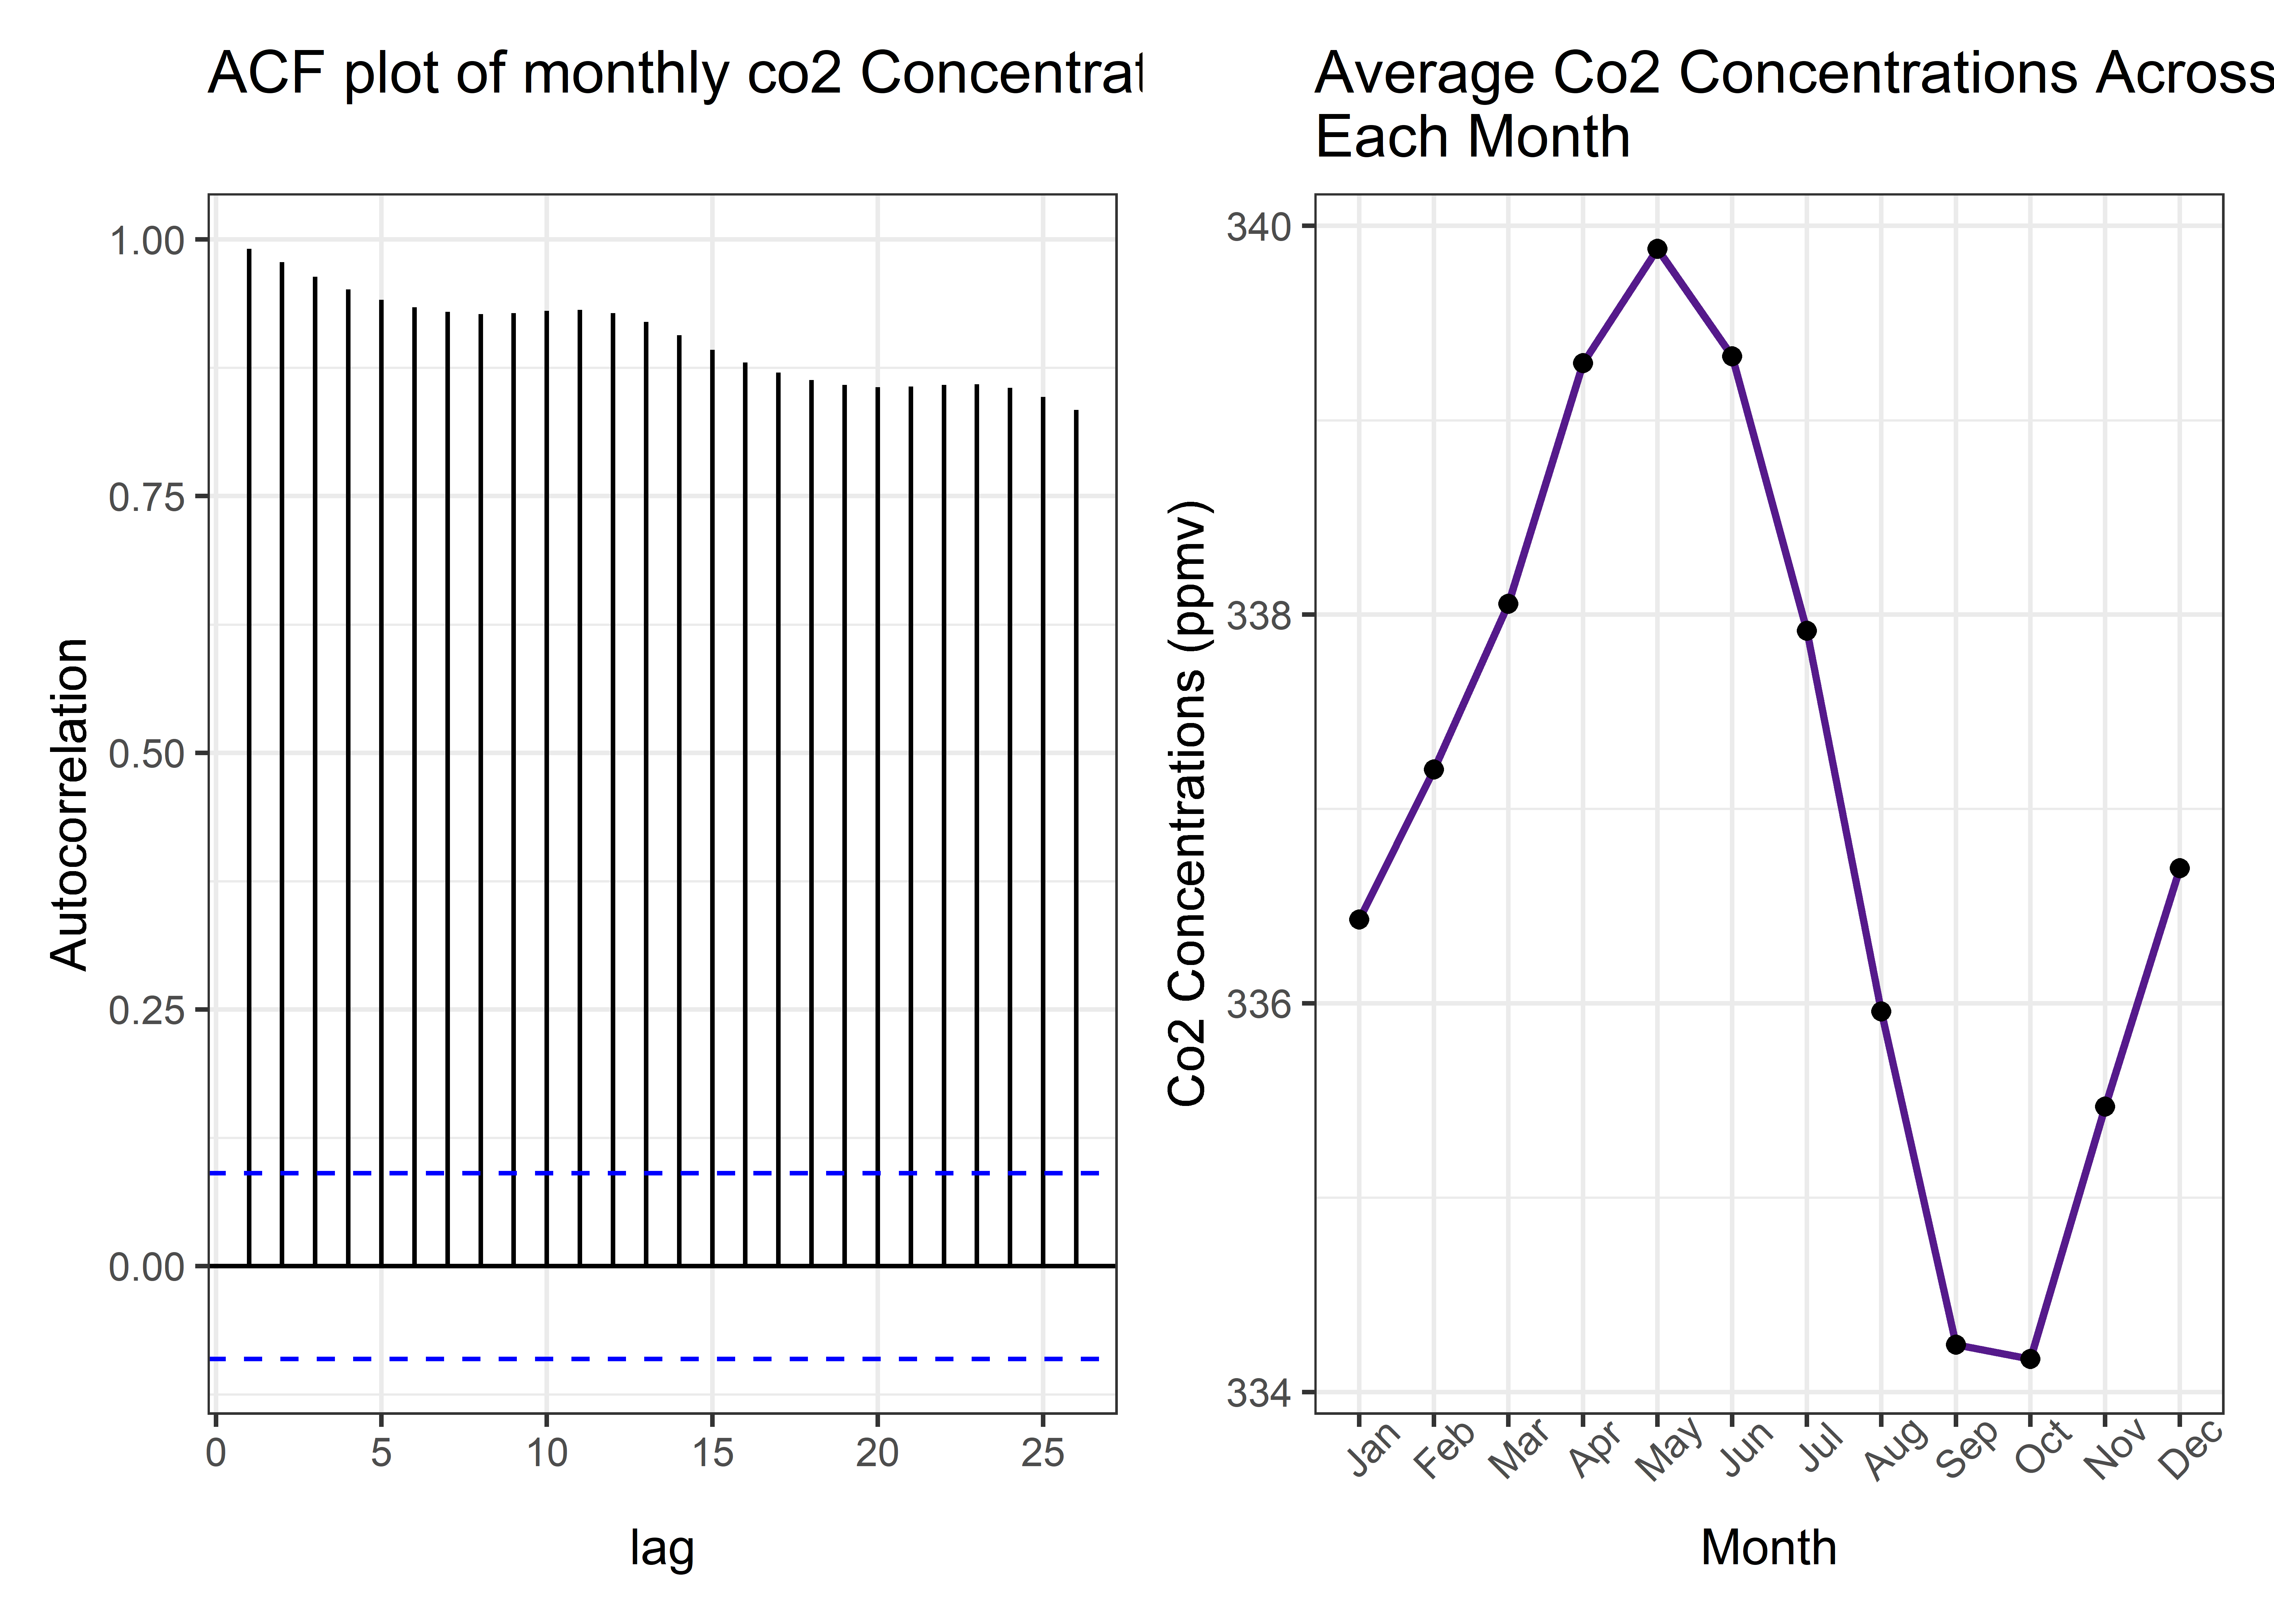 ACF plot of monthly co2 Concentrat
1.00
0.75
0.50
0.25
0.00
Autocorrelation
0 5 10 15 20 25
lag
Average Co2 Concentrations Across
Each Month
340
338
336
334
Co2 Concentrations (ppmv)
Jan Feb Mar Apr May Jun Jul Aug Sep Oct Nov Dec
Month